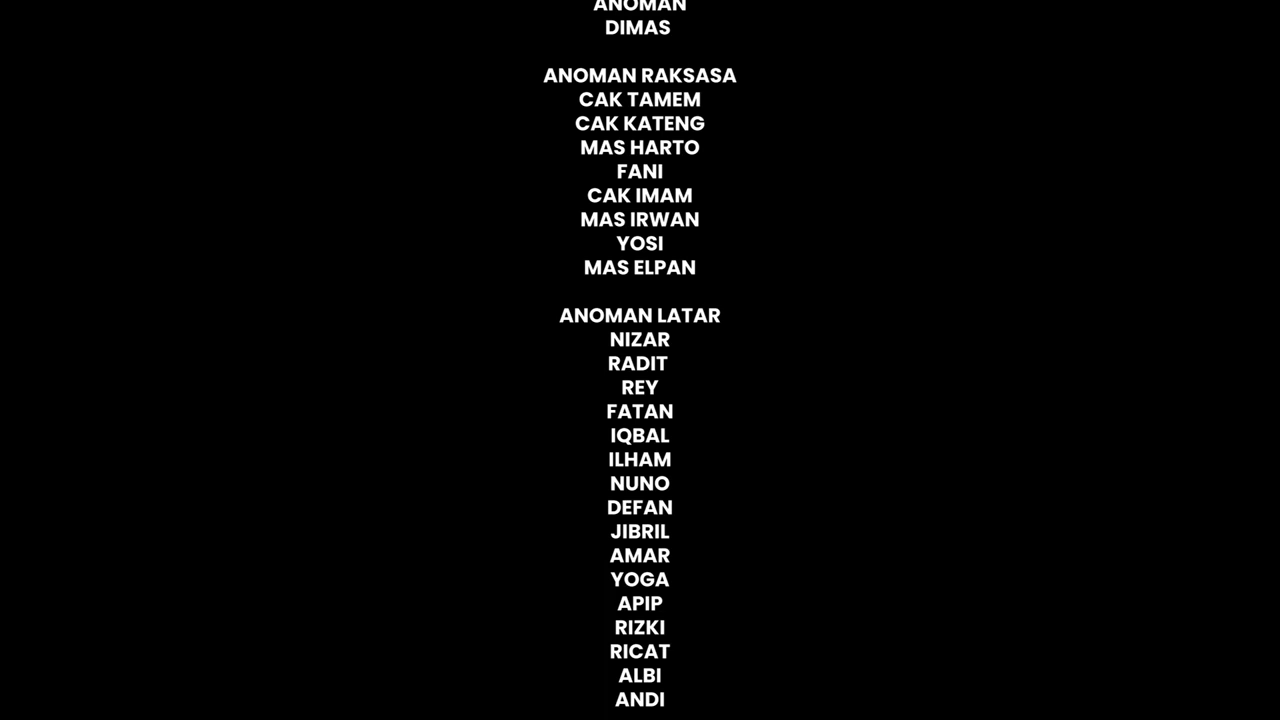 ANOMAN
DIMAS
ANOMAN RAKSASA
CAK TAMEM
CAK KATENG
MAS HARTO
FANI
CAK IMAM
MAS IRWAN
YOSI
MAS ELPAN
ANOMAN LATAR
NIZAR
RADIT
REY
FATAN
IQBAL
ILHAM
NUNO
DEFAN
JIBRIL
AMAR
YOGA
APIP
RIZKI
RICAT
ALBI
ANDI